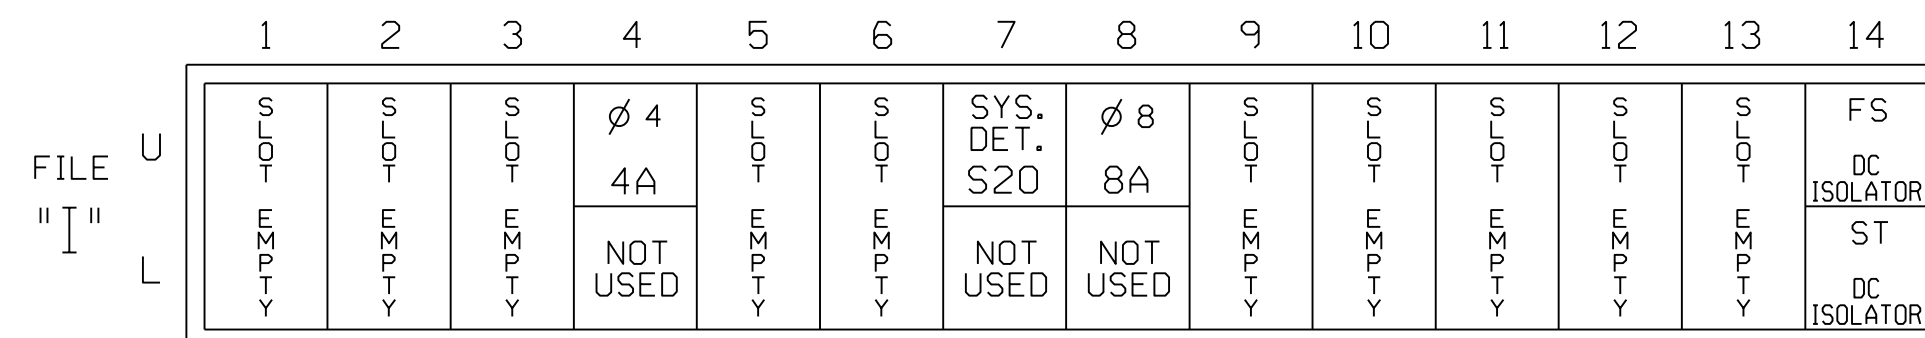 1 2 3 4 5 6 7 8 9 10 11 12 13 14
FILE
"I"
U
L
SLOT EMPTY
SLOT EMPTY
SLOT EMPTY
Ø 4
4A
NOT
USED
SLOT EMPTY
SLOT EMPTY
SYS.
DET.
S20
NOT
USED
Ø 8
8A
NOT
USED
SLOT EMPTY
SLOT EMPTY
SLOT EMPTY
SLOT EMPTY
SLOT EMPTY
FS
DC
ISOLATOR
ST
DC
ISOLATOR